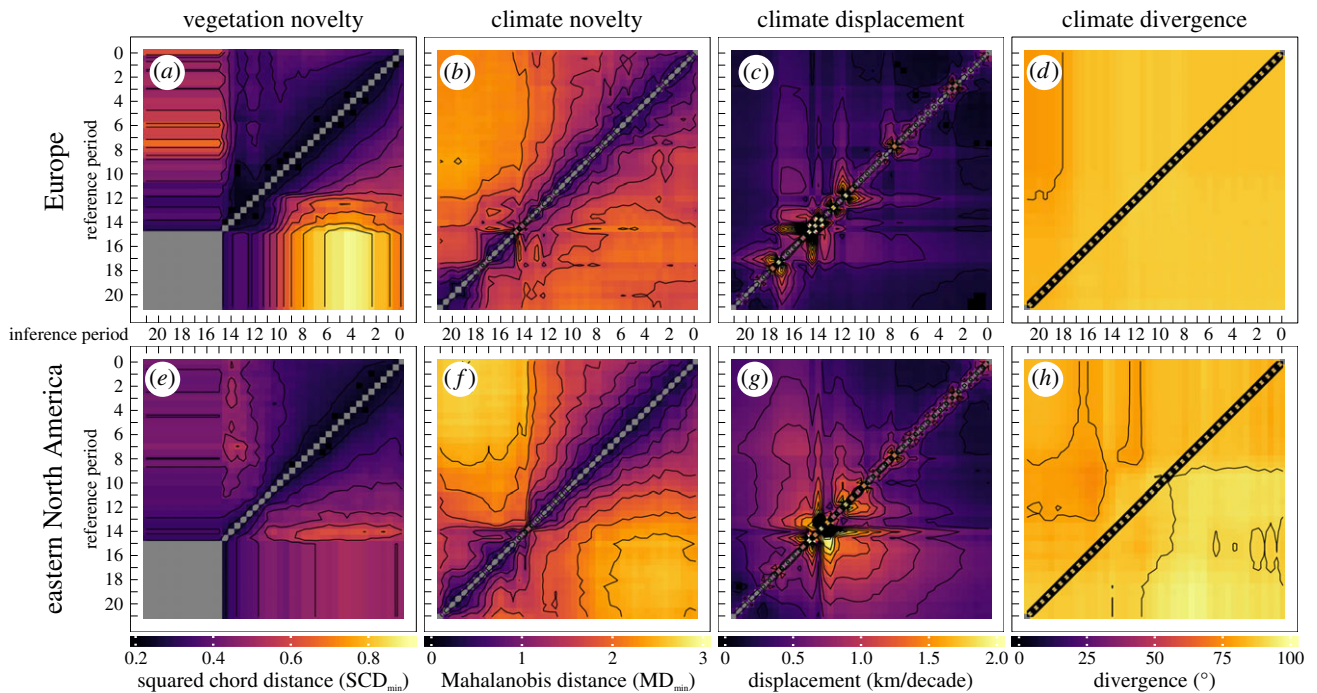 vegetation novelty climate novelty climate displacement climate divergence
Europe
reference period
0
2
4
6
8
10
12
14
16
18
20
(a) (b) (c) (d)
inference period 20 18 16 14 12 10 8 6 4 2 0 20 18 16 14 12 10 8 6 4 2 0 20 18 16 14 12 10 8 6 4 2 0 20 18 16 14 12 10 8 6 4 2 0
eastern North America
reference period
0
2
4
6
8
10
12
14
16
18
20
(e) (f) (g) (h)
0.2 0.4 0.6 0.8 0 1 2 3 0 0.5 1.0 1.5 2.0 0 25 50 75 100
squared chord distance (SCDmin) Mahalanobis distance (MDmin) displacement (km/decade) divergence (°)